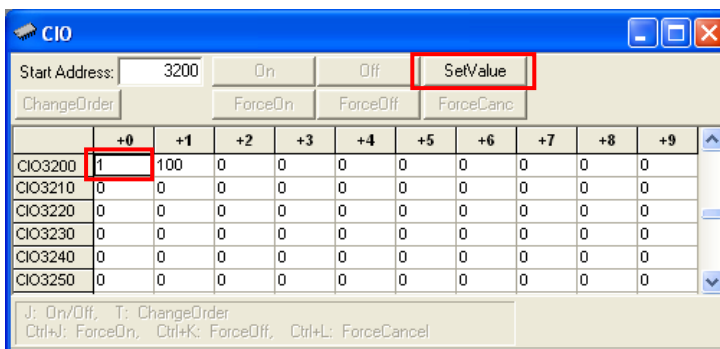 CIO
Start Address: 3200 On Off SetValue
ChangeOrder ForceOn ForceOff ForceCanc
+0 +1 +2 +3 +4 +5 +6 +7 +8 +9
CIO3200 1 100 0 0 0 0 0 0 0 0
CIO3210 0 0 0 0 0 0 0 0 0 0
CIO3220 0 0 0 0 0 0 0 0 0 0
CIO3230 0 0 0 0 0 0 0 0 0 0
CIO3240 0 0 0 0 0 0 0 0 0 0
CIO3250 0 0 0 0 0 0 0 0 0 0
J: On/Off, T: ChangeOrder
Ctrl+J: ForceOn, Ctrl+K: ForceOff, Ctrl+L: ForceCancel